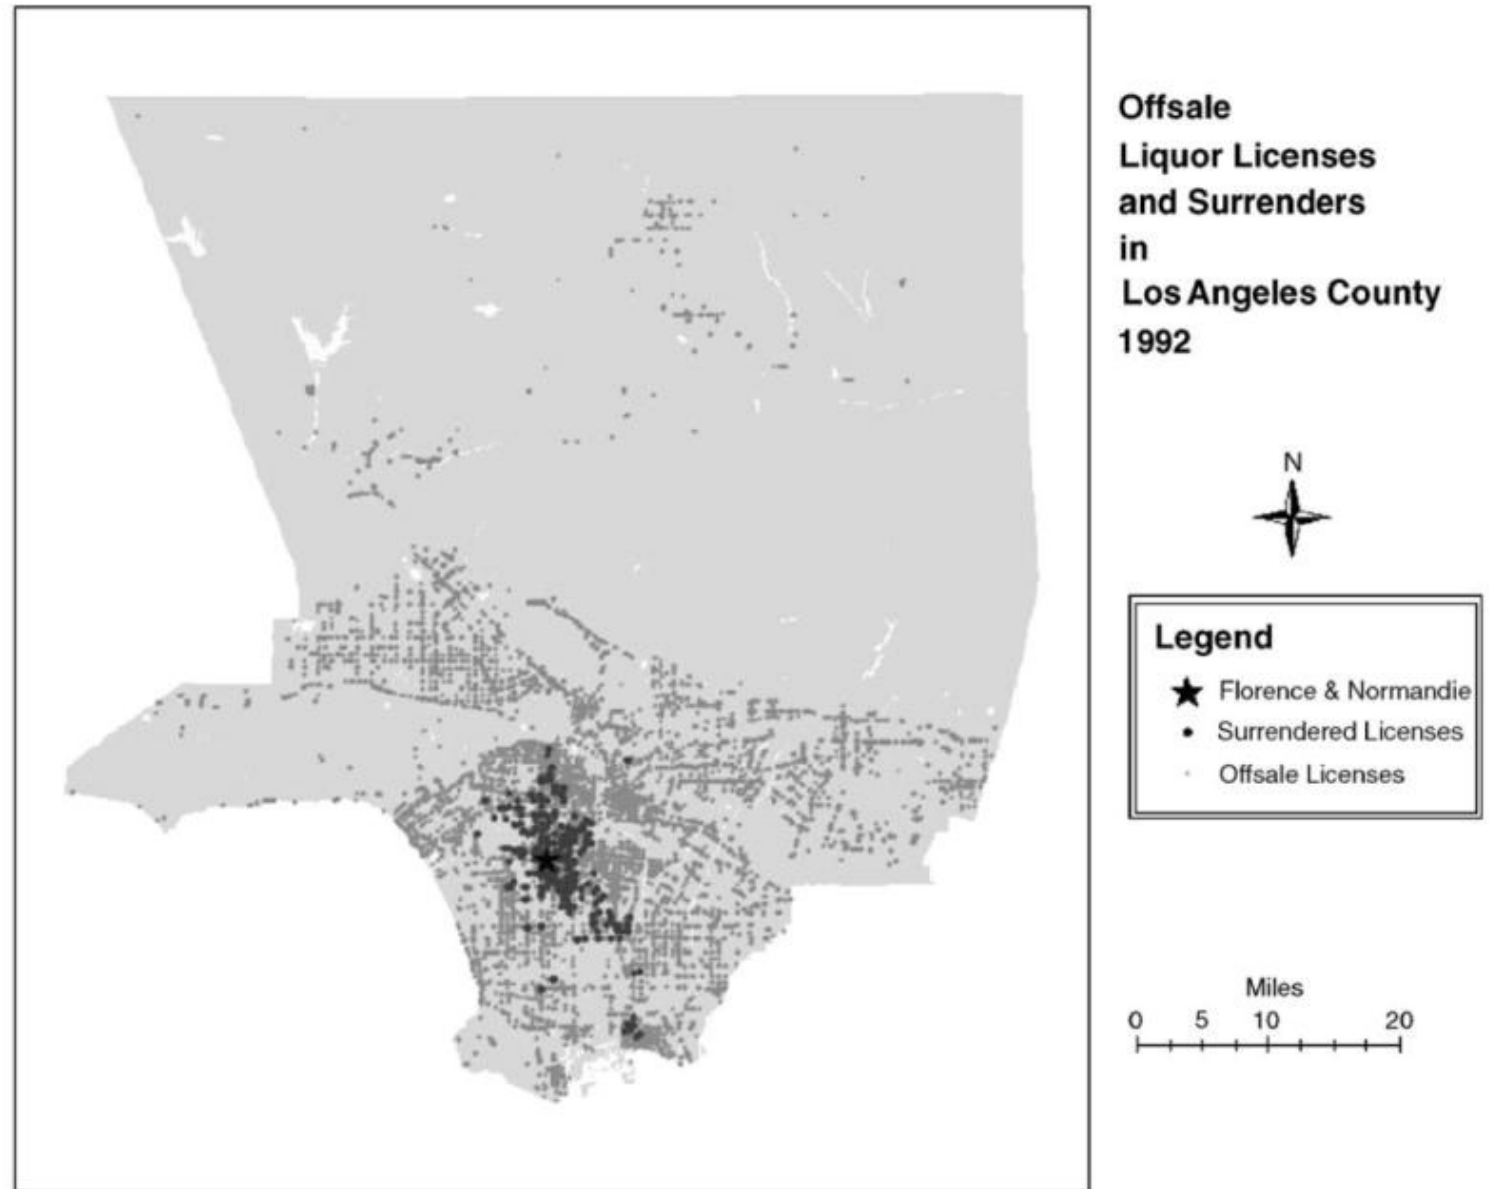 Offsale
Liquor Licenses
and Surrenders
in
Los Angeles County
1992
N
Legend
Florence & Normandie
Surrendered Licenses
Offsale Licenses
Miles
0 5 10 20